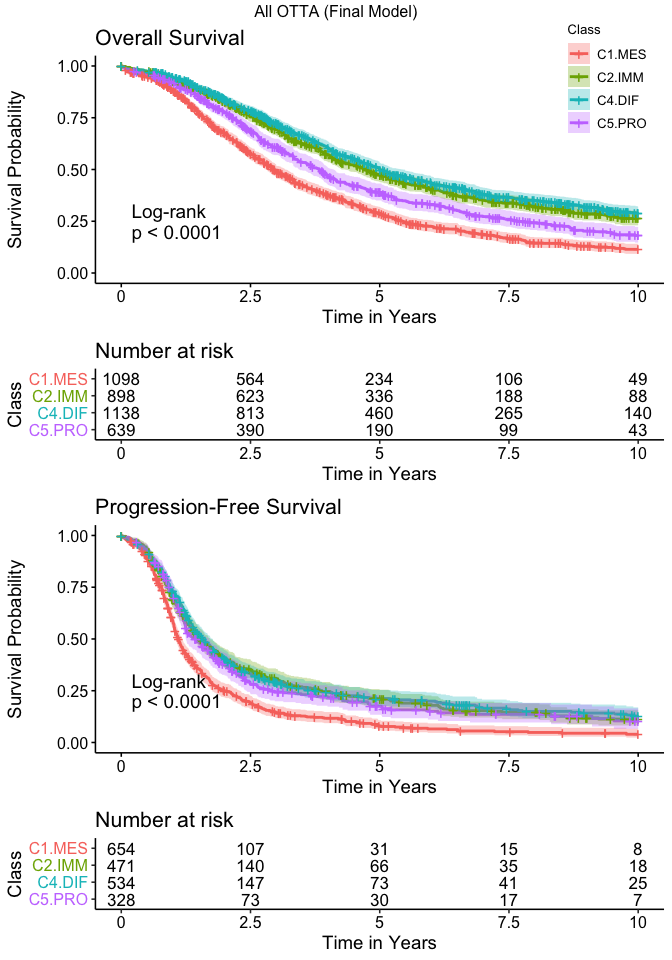 All OTTA (Final Model)
Overall Survival
Class
C1.MES
C2.IMM
C4.DIF
C5.PRO
Survival Probability
1.00
0.75
0.50
0.25
0.00
Log-rank
p < 0.0001
0 2.5 5 7.5 10
Time in Years
Number at risk
Class
C1.MES 1098 564 234 106 49
C2.IMM 898 623 336 188 88
C4.DIF 1138 813 460 265 140
C5.PRO 639 390 190 99 43
0 2.5 5 7.5 10
Time in Years
Progression-Free Survival
Survival Probability
1.00
0.75
0.50
0.25
0.00
Log-rank
p < 0.0001
0 2.5 5 7.5 10
Time in Years
Number at risk
Class
C1.MES 654 107 31 15 8
C2.IMM 471 140 66 35 18
C4.DIF 534 147 73 41 25
C5.PRO 328 73 30 17 7
0 2.5 5 7.5 10
Time in Years